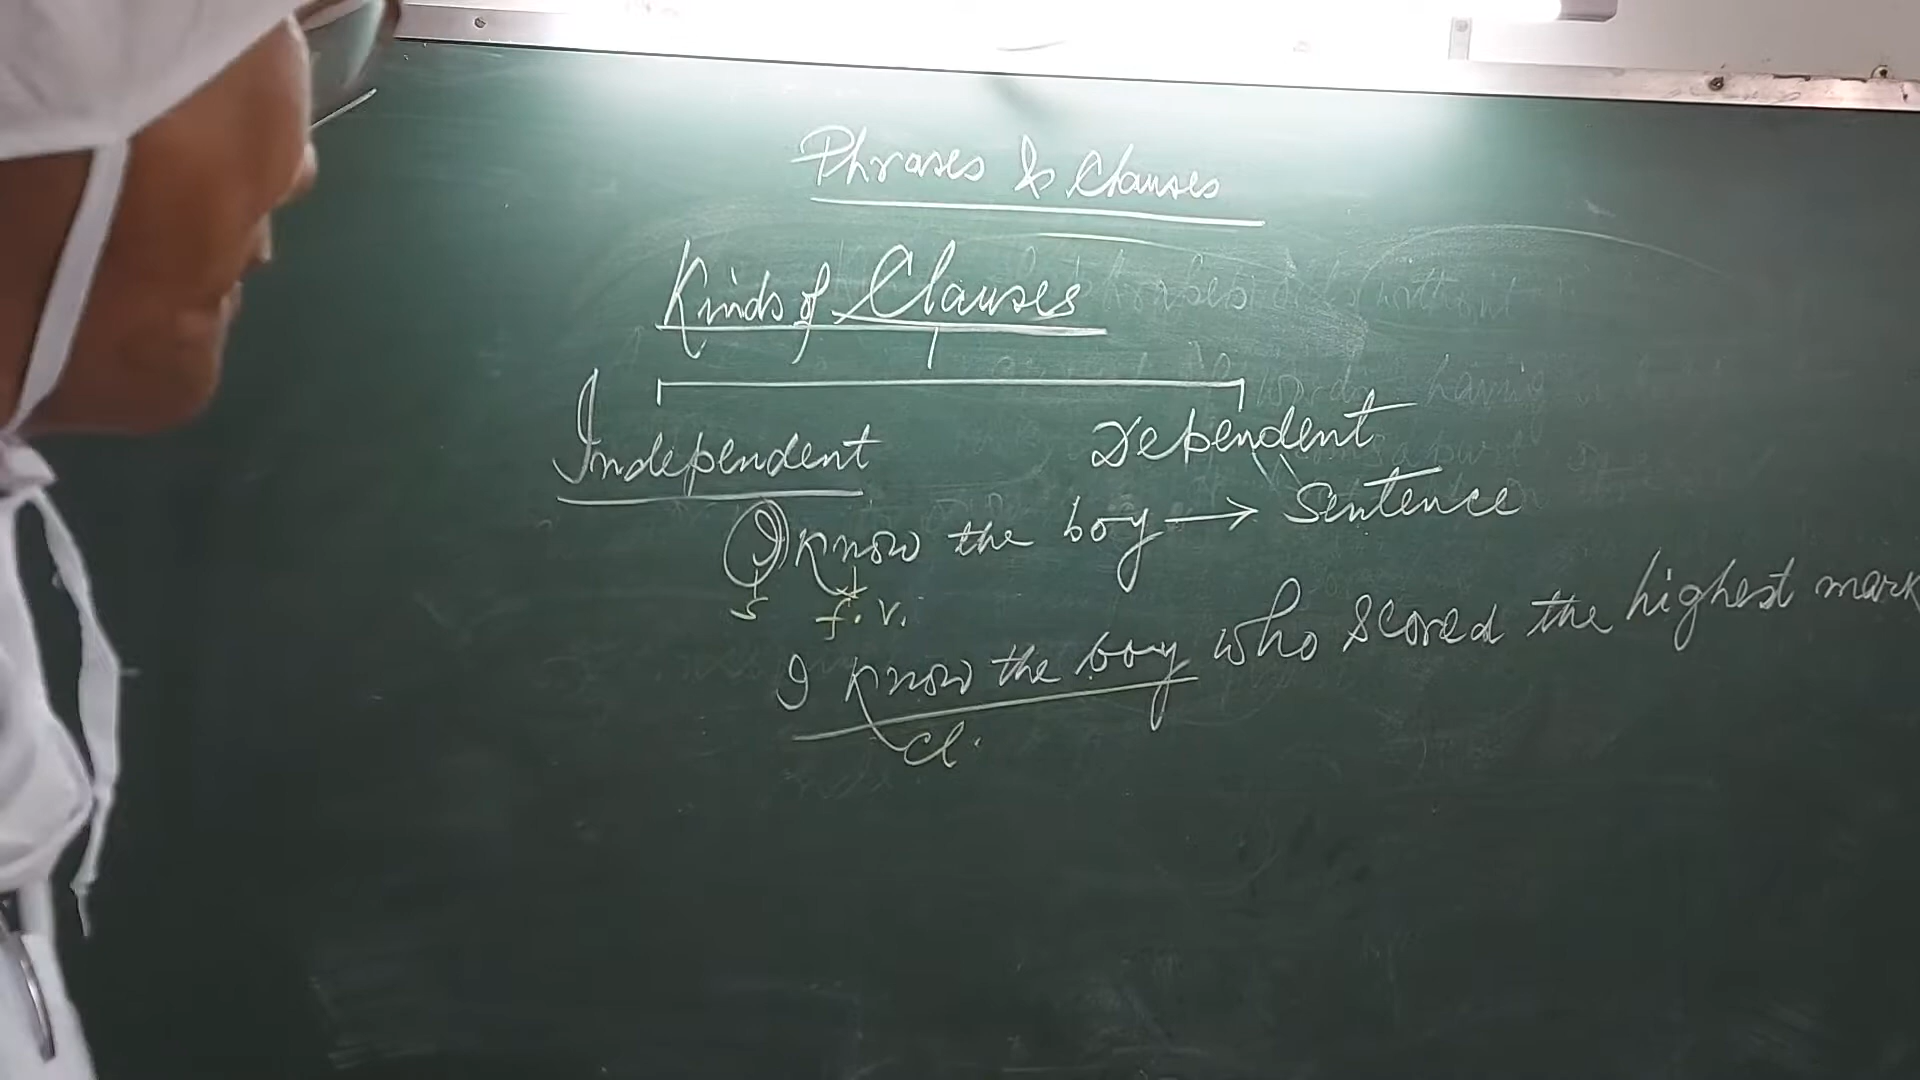 Phrases & Clauses
Kinds of Clauses
Independent Dependent
I know the boy → Sentence
S f.v.
I know the boy who scored the highest mark
Cl.